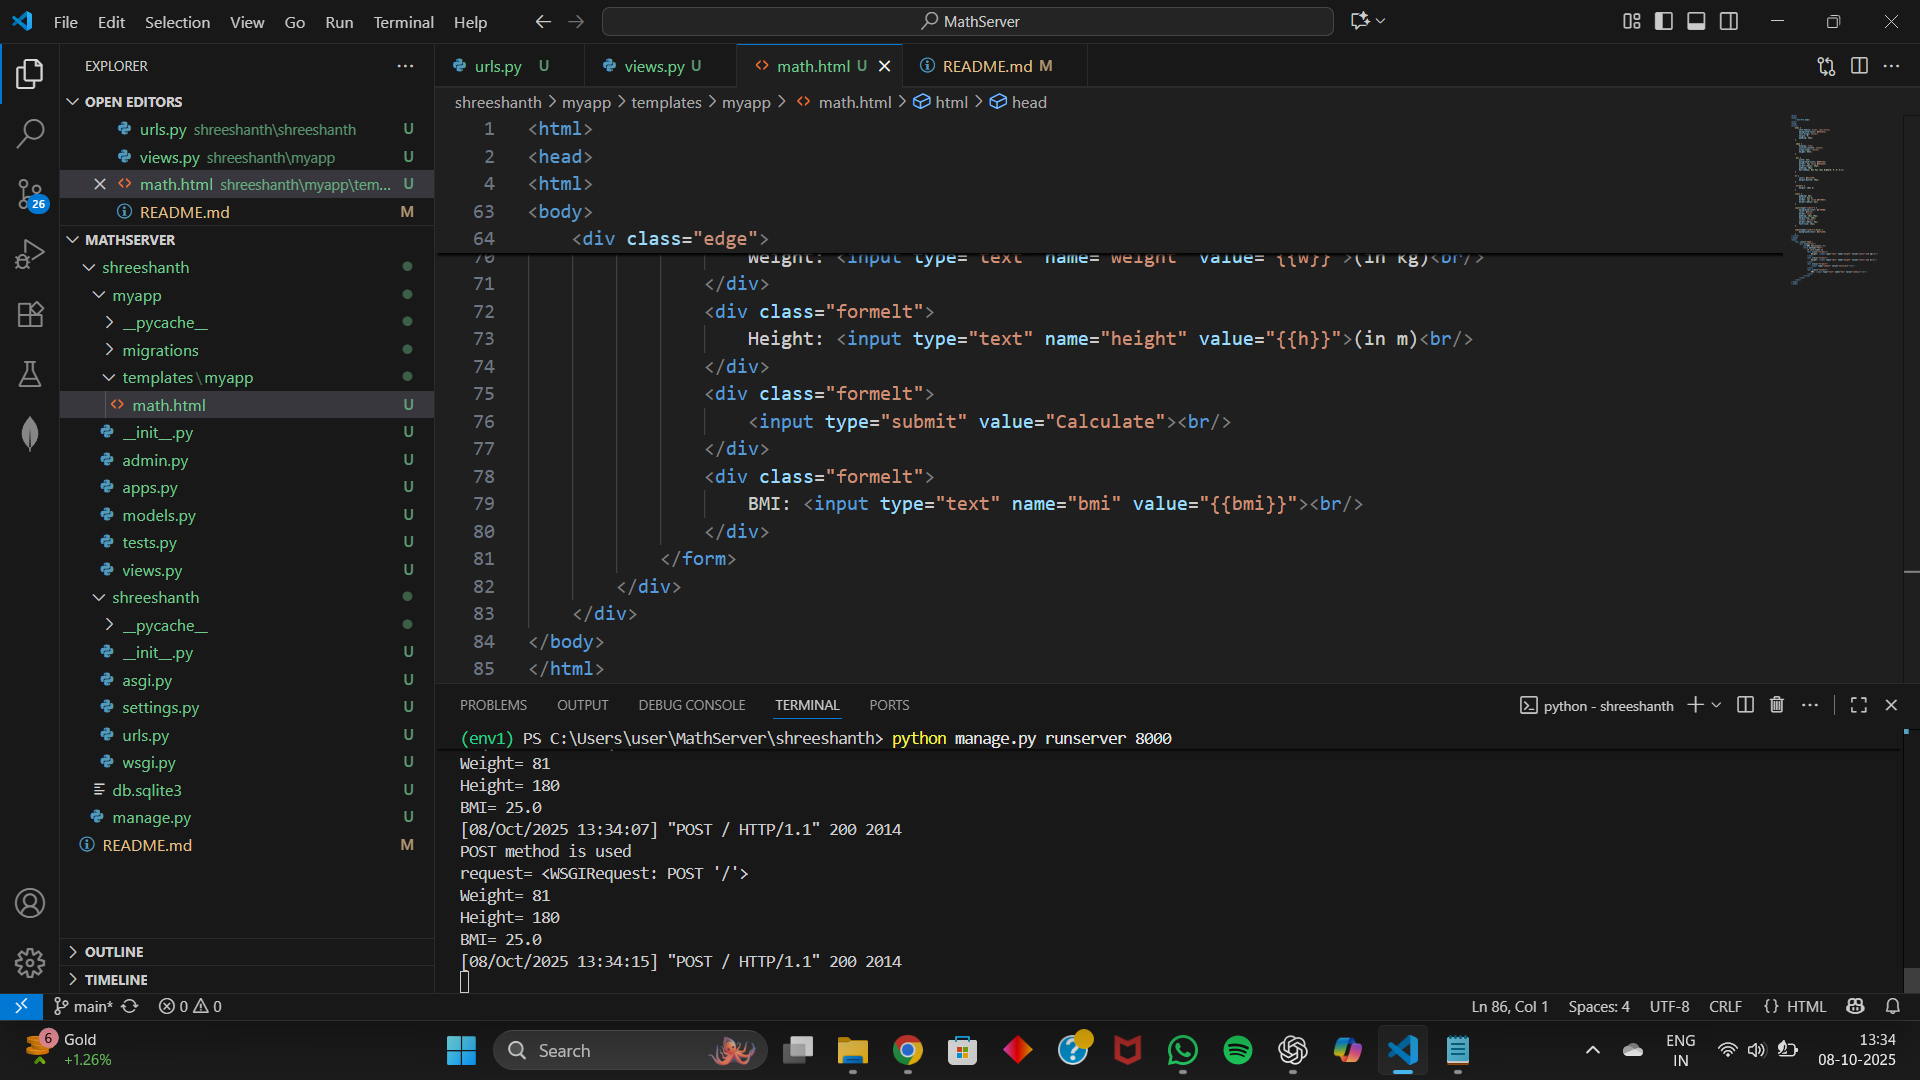 File Edit Selection View Go Run Terminal Help
MathServer
EXPLORER
OPEN EDITORS
urls.py shreeshanth\shreeshanth U
views.py shreeshanth\myapp U
math.html shreeshanth\myapp\tem... U
README.md M
MATHSERVER
shreeshanth
myapp
__pycache__
migrations
templates\myapp
math.html U
__init__.py U
admin.py U
apps.py U
models.py U
tests.py U
views.py U
shreeshanth
__pycache__
__init__.py U
asgi.py U
settings.py U
urls.py U
wsgi.py U
db.sqlite3 U
manage.py U
README.md M
OUTLINE
TIMELINE
26
urls.py U views.py U math.html U README.md M
shreeshanth > myapp > templates > myapp > math.html > html > head
1 <html>
2 <head>
4 <html>
63 <body>
64 <div class="edge">
70 Weight: <input type="text" name="weight" value="{{w}}">(in kg)<br/>
71 </div>
72 <div class="formelt">
73 Height: <input type="text" name="height" value="{{h}}">(in m)<br/>
74 </div>
75 <div class="formelt">
76 <input type="submit" value="Calculate"><br/>
77 </div>
78 <div class="formelt">
79 BMI: <input type="text" name="bmi" value="{{bmi}}"><br/>
80 </div>
81 </form>
82 </div>
83 </div>
84 </body>
85 </html>
PROBLEMS OUTPUT DEBUG CONSOLE TERMINAL PORTS
python - shreeshanth
(env1) PS C:\Users\user\MathServer\shreeshanth> python manage.py runserver 8000
Weight= 81
Height= 180
BMI= 25.0
[08/Oct/2025 13:34:07] "POST / HTTP/1.1" 200 2014
POST method is used
request= <WSGIRequest: POST '/'>
Weight= 81
Height= 180
BMI= 25.0
[08/Oct/2025 13:34:15] "POST / HTTP/1.1" 200 2014
main* 0 0
Ln 86, Col 1 Spaces: 4 UTF-8 CRLF {} HTML
6
Gold
+1.26%
Search
ENG
IN
13:34
08-10-2025